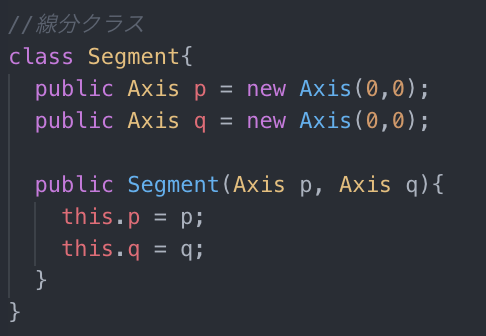 //線分クラス
class Segment{
  public Axis p = new Axis(0,0);
  public Axis q = new Axis(0,0);

  public Segment(Axis p, Axis q){
    this.p = p;
    this.q = q;
  }
}